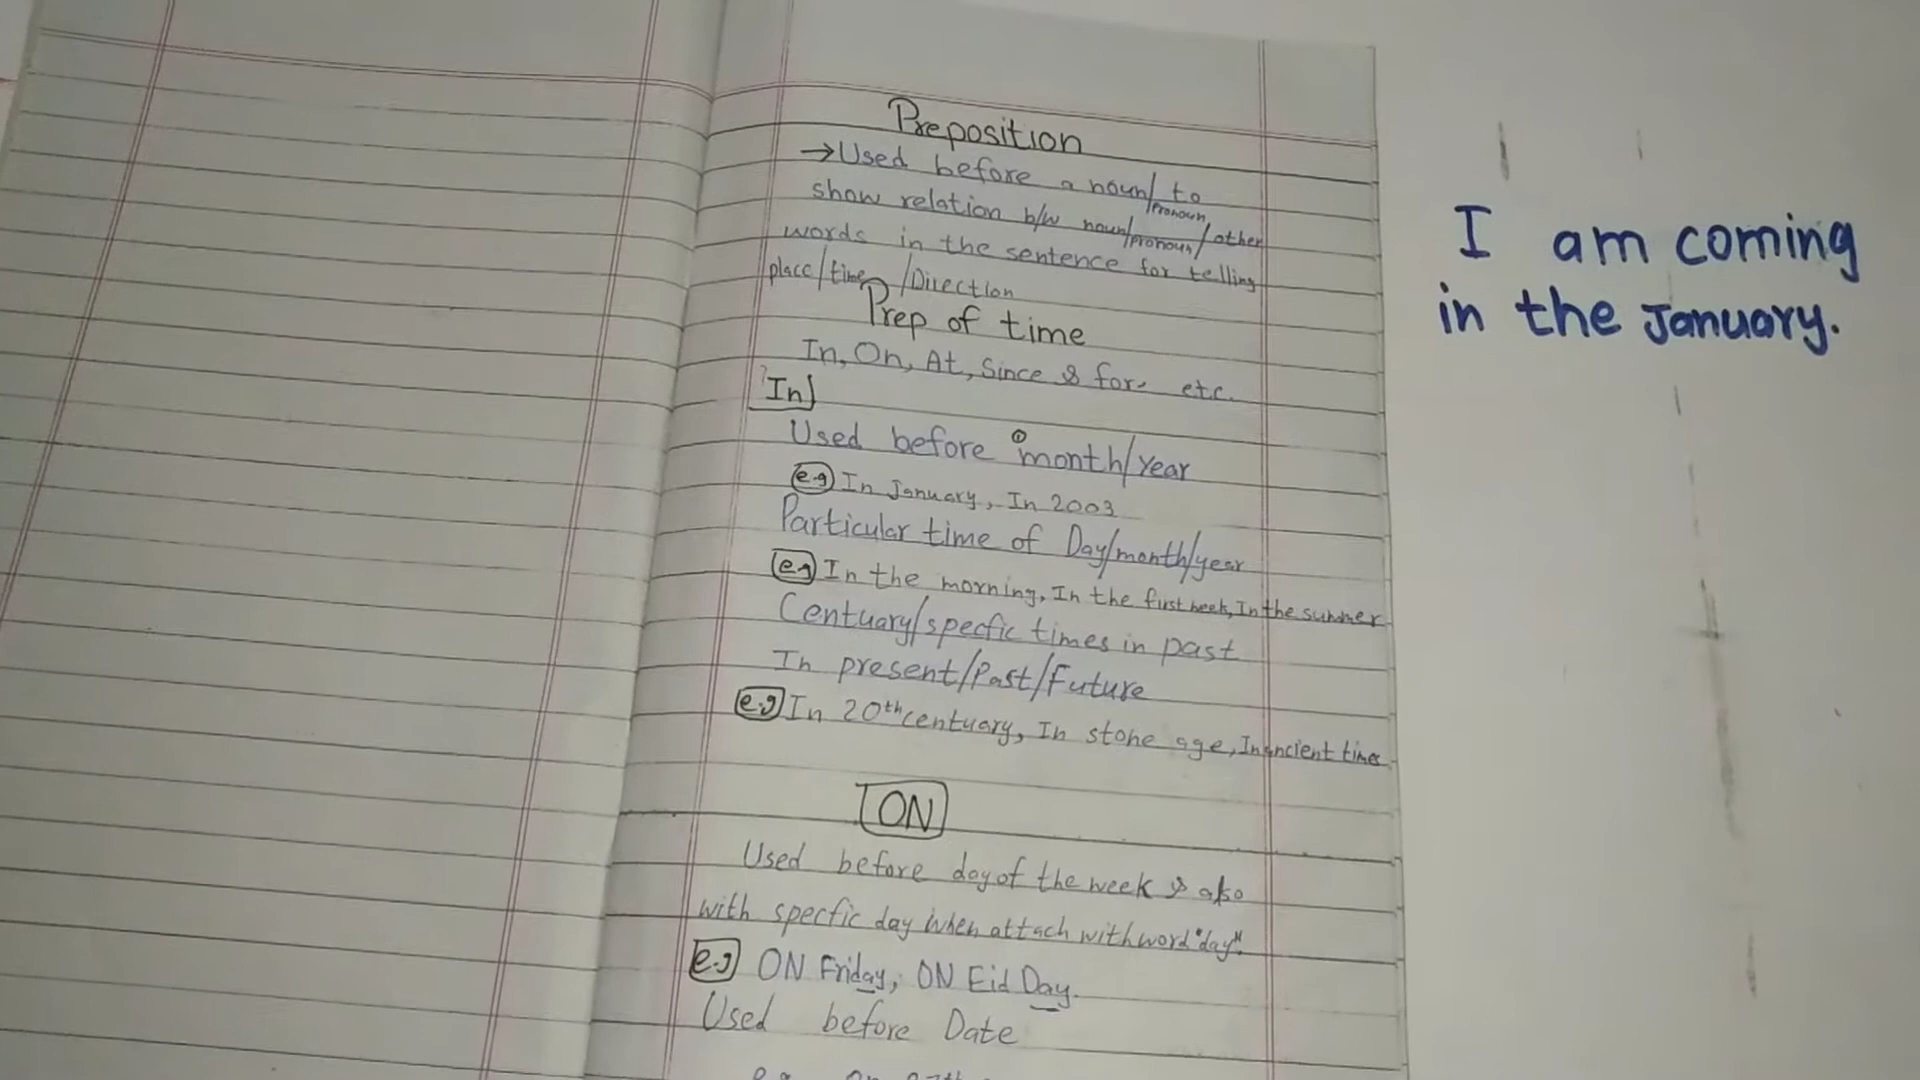 Preposition
→Used before a noun/pronoun, to
show relation b/w noun/pronoun/other
words in the sentence for telling
place/time/Direction
Prep of time
In, On, At, Since & for. etc.
In
Used before ① month/year
e.g In January, In 2003
Particular time of Day/month/year
e.g In the morning, In the first week, In the summer
Centuary/specfic times in past
In present/Past/Future
e.g In 20th centuary, In stone age, In ancient times
ON
Used before day of the week & also
with specfic day when attach with word "day".
e.g ON Friday, ON Eid Day.
Used before Date
I am coming
in the January.